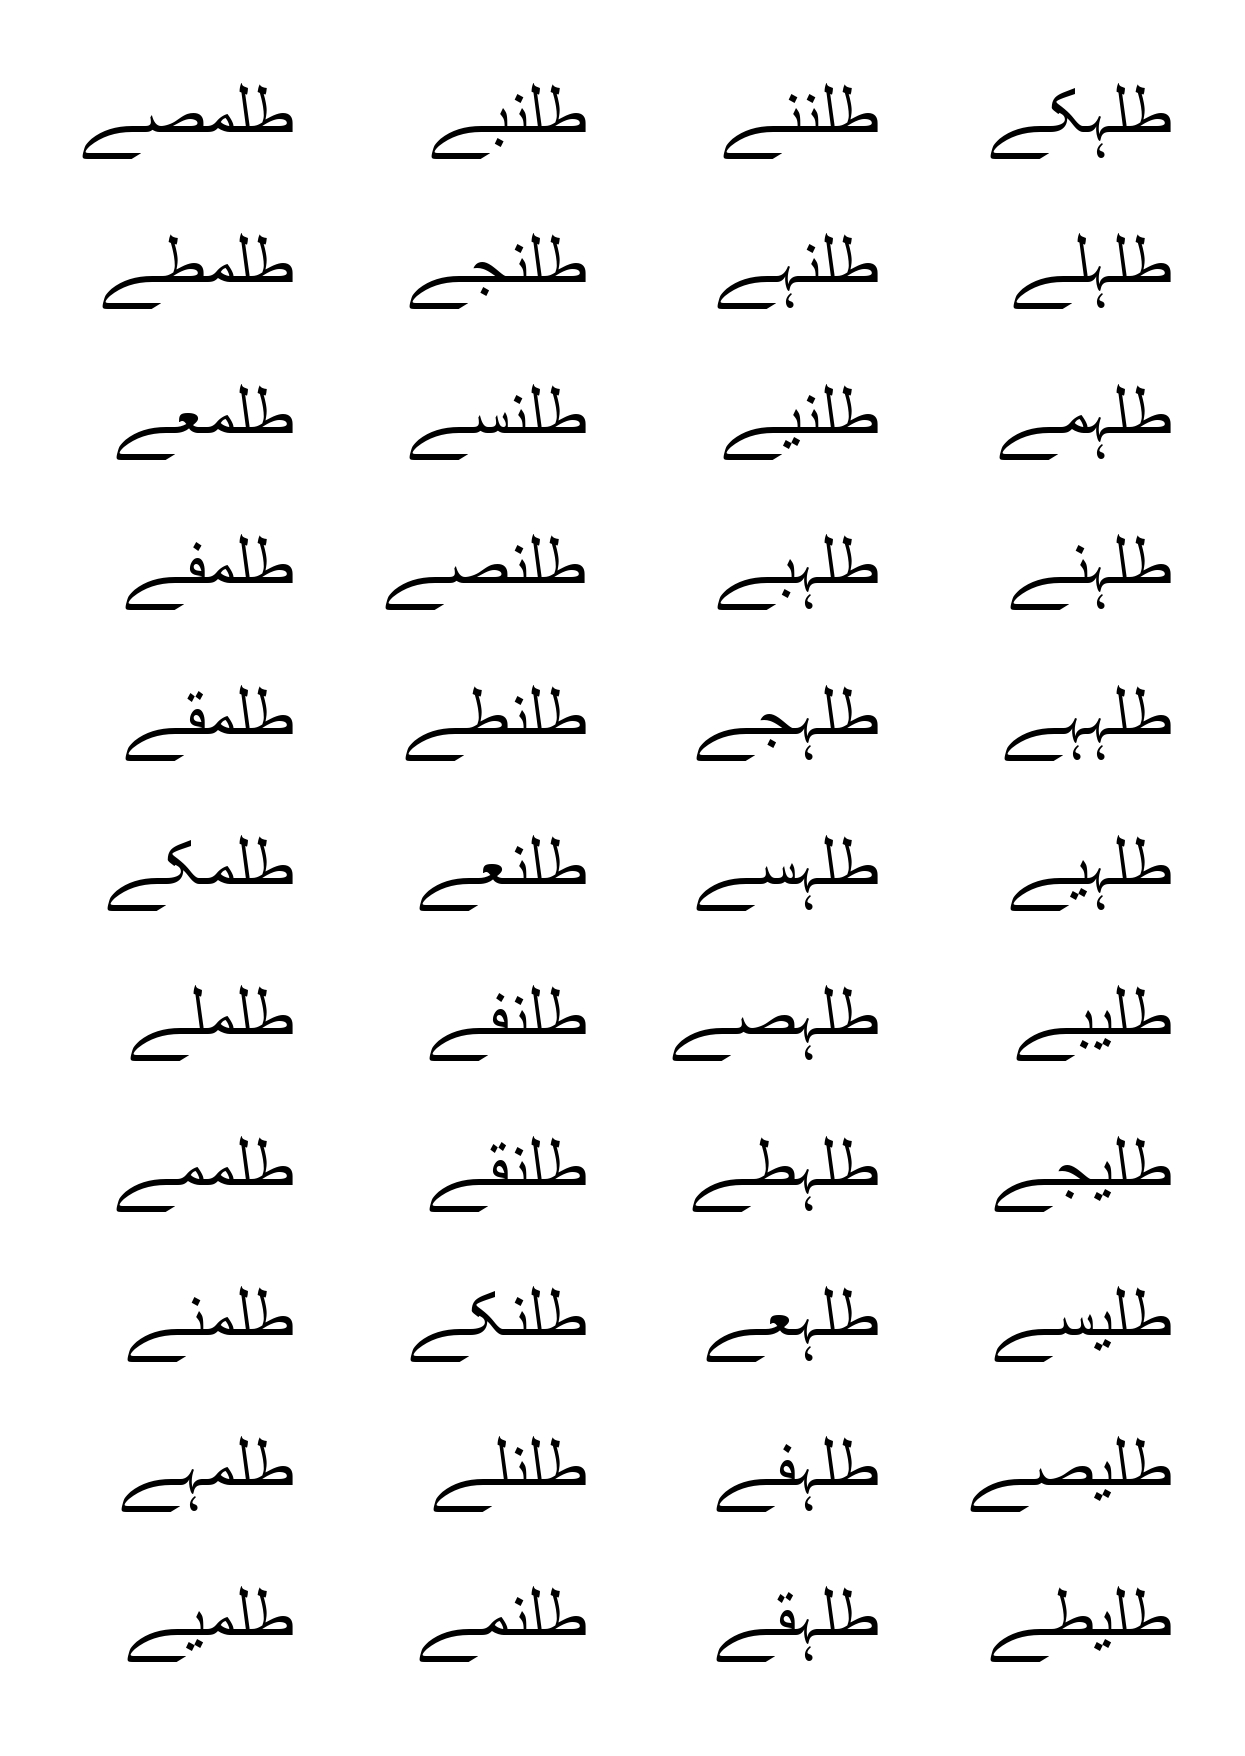 طلہکے طلننے طلنبے طلمصے
طلہلے طلنہے طلنجے طلمطے
طلہمے طلنیے طلنسے طلمعے
طلہنے طلہبے طلنصے طلمفے
طلہہے طلہجے طلنطے طلمقے
طلہیے طلہسے طلنعے طلمکے
طلیبے طلہصے طلنفے طلملے
طلیجے طلہطے طلنقے طلممے
طلیسے طلہعے طلنکے طلمنے
طلیصے طلہفے طلنلے طلمہے
طلیطے طلہقے طلنمے طلمیے